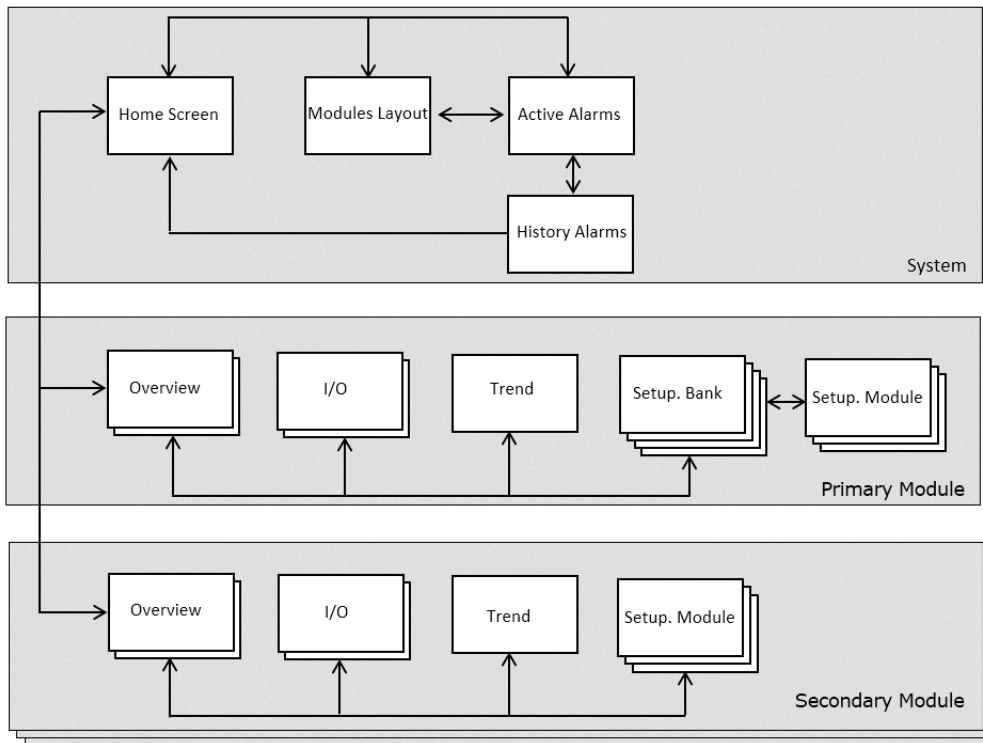 Home Screen
Modules Layout
Active Alarms
History Alarms
System
Overview
I/O
Trend
Setup. Bank
Setup. Module
Primary Module
Overview
I/O
Trend
Setup. Module
Secondary Module